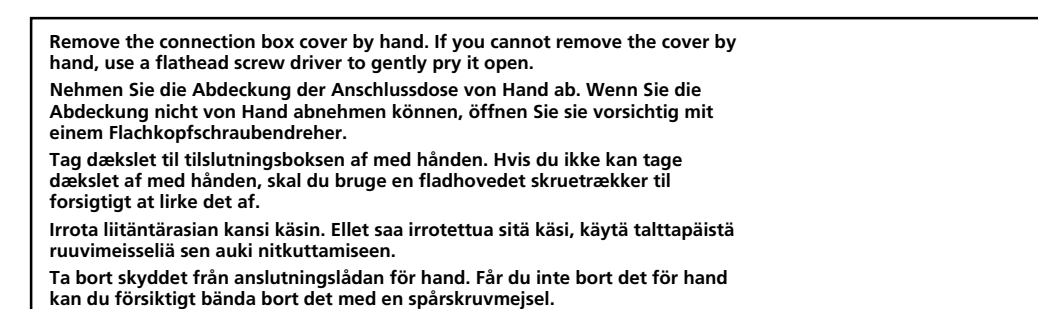 Remove the connection box cover by hand. If you cannot remove the cover by
hand, use a flathead screw driver to gently pry it open.
Nehmen Sie die Abdeckung der Anschlussdose von Hand ab. Wenn Sie die
Abdeckung nicht von Hand abnehmen können, öffnen Sie sie vorsichtig mit
einem Flachkopfschraubendreher.
Tag dækslet til tilslutningsboksen af med hånden. Hvis du ikke kan tage
dækslet af med hånden, skal du bruge en fladhovedet skruetrækker til
forsigtigt at lirke det af.
Irrota liitäntärasian kansi käsin. Ellet saa irrotettua sitä käsi, käytä talttapäistä
ruuvimeisseliä sen auki nitkuttamiseen.
Ta bort skyddet från anslutningslådan för hand. Får du inte bort det för hand
kan du försiktigt bända bort det med en spårskruvmejsel.